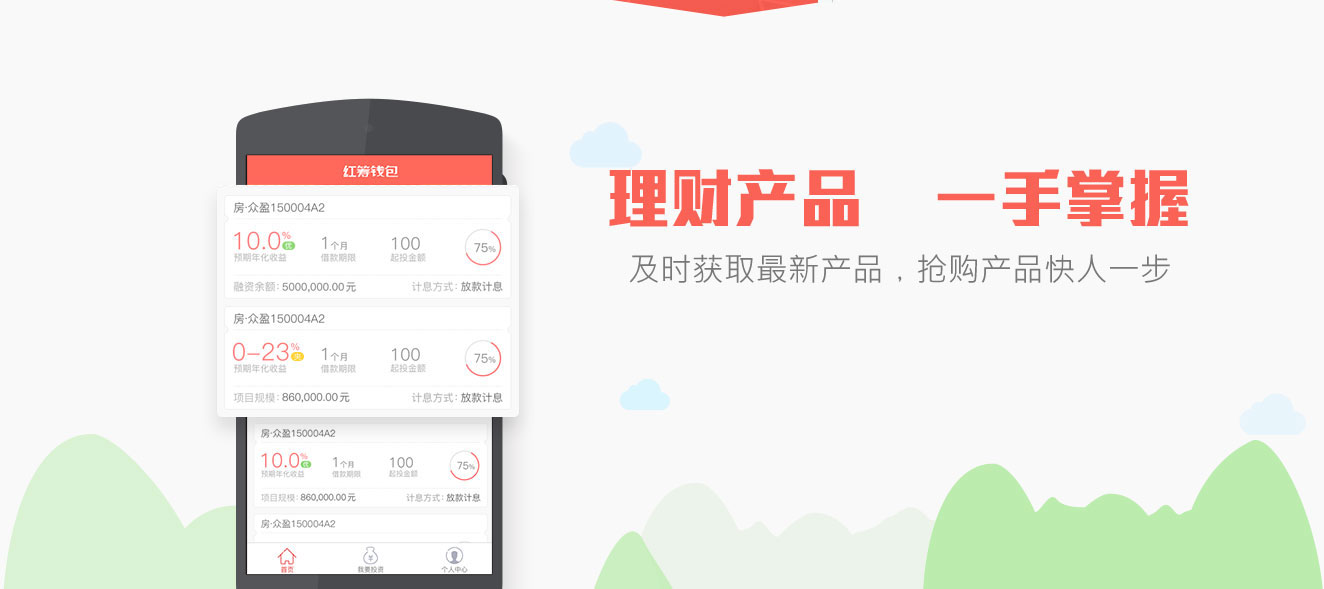 红筹钱包
理财产品 一手掌握
及时获取最新产品，抢购产品快人一步
房·众盈150004A2
10.0% 优 1个月 100 75%
预期年化收益 借款期限 起投金额
融资余额: 5000,000.00元 计息方式: 放款计息
房·众盈150004A2
0–23% 1个月 100 75%
预期年化收益 借款期限 起投金额
项目规模: 860,000.00元 计息方式: 放款计息
房·众盈150004A2
10.0% 优 1个月 100 75%
预期年化收益 借款期限 起投金额
项目规模: 860,000.00元 计息方式: 放款计息
房·众盈150004A2
首页 我要投资 个人中心